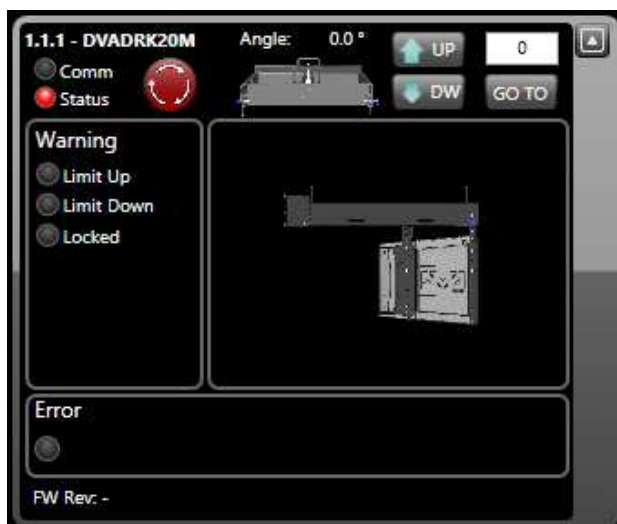 1.1.1 - DVADRK20M Angle: 0.0 ° UP 0
Comm
Status DW GO TO
Warning
Limit Up
Limit Down
Locked
Error
FW Rev: -